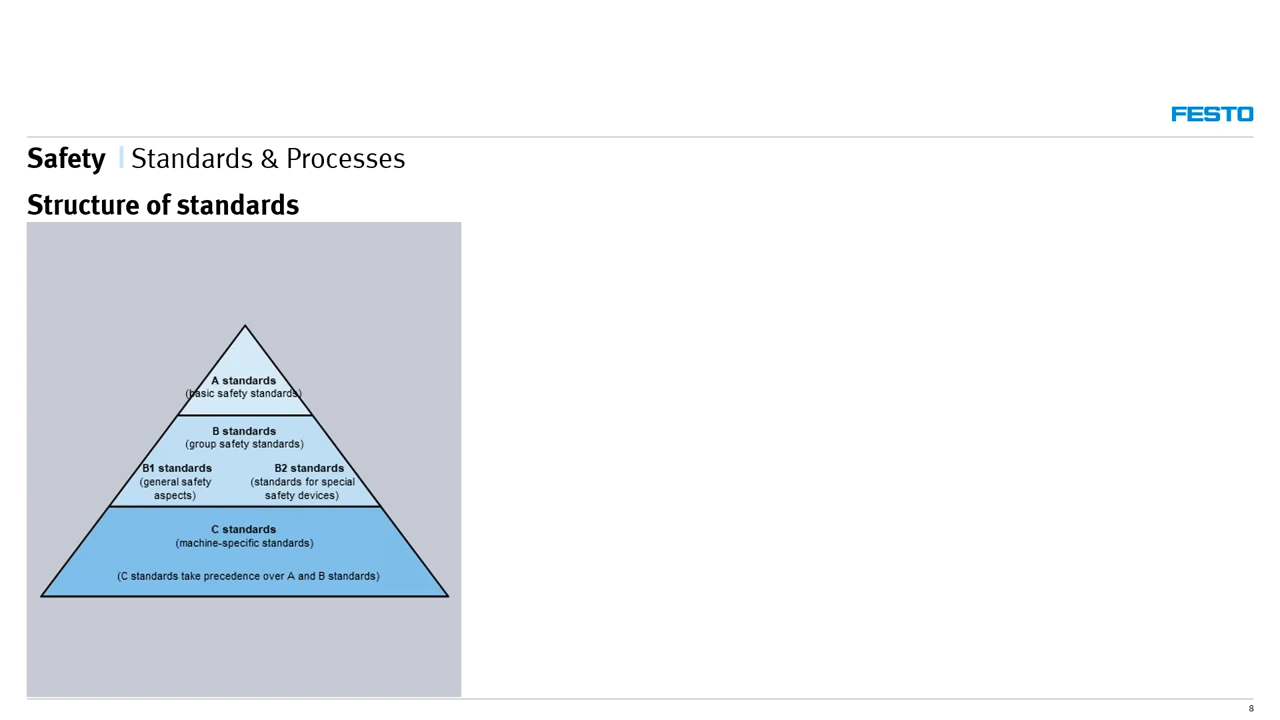 FESTO
Safety | Standards & Processes
Structure of standards
A standards
(basic safety standards)
B standards
(group safety standards)
B1 standards
(general safety
aspects)
B2 standards
(standards for special
safety devices)
C standards
(machine-specific standards)
(C standards take precedence over A and B standards)
8